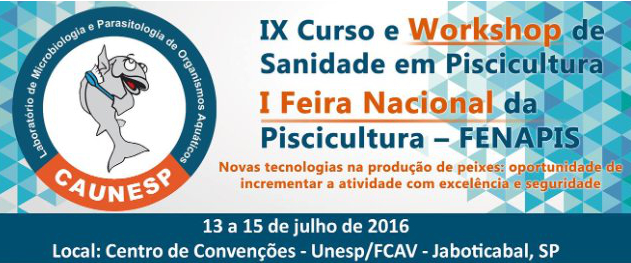 Laboratório de Microbiologia e Parasitologia de Organismos Aquáticos
CAUNESP
IX Curso e Workshop de
Sanidade em Piscicultura
I Feira Nacional da
Piscicultura – FENAPIS
Novas tecnologias na produção de peixes: oportunidade de
incrementar a atividade com excelência e seguridade
13 a 15 de julho de 2016
Local: Centro de Convenções - Unesp/FCAV - Jaboticabal, SP